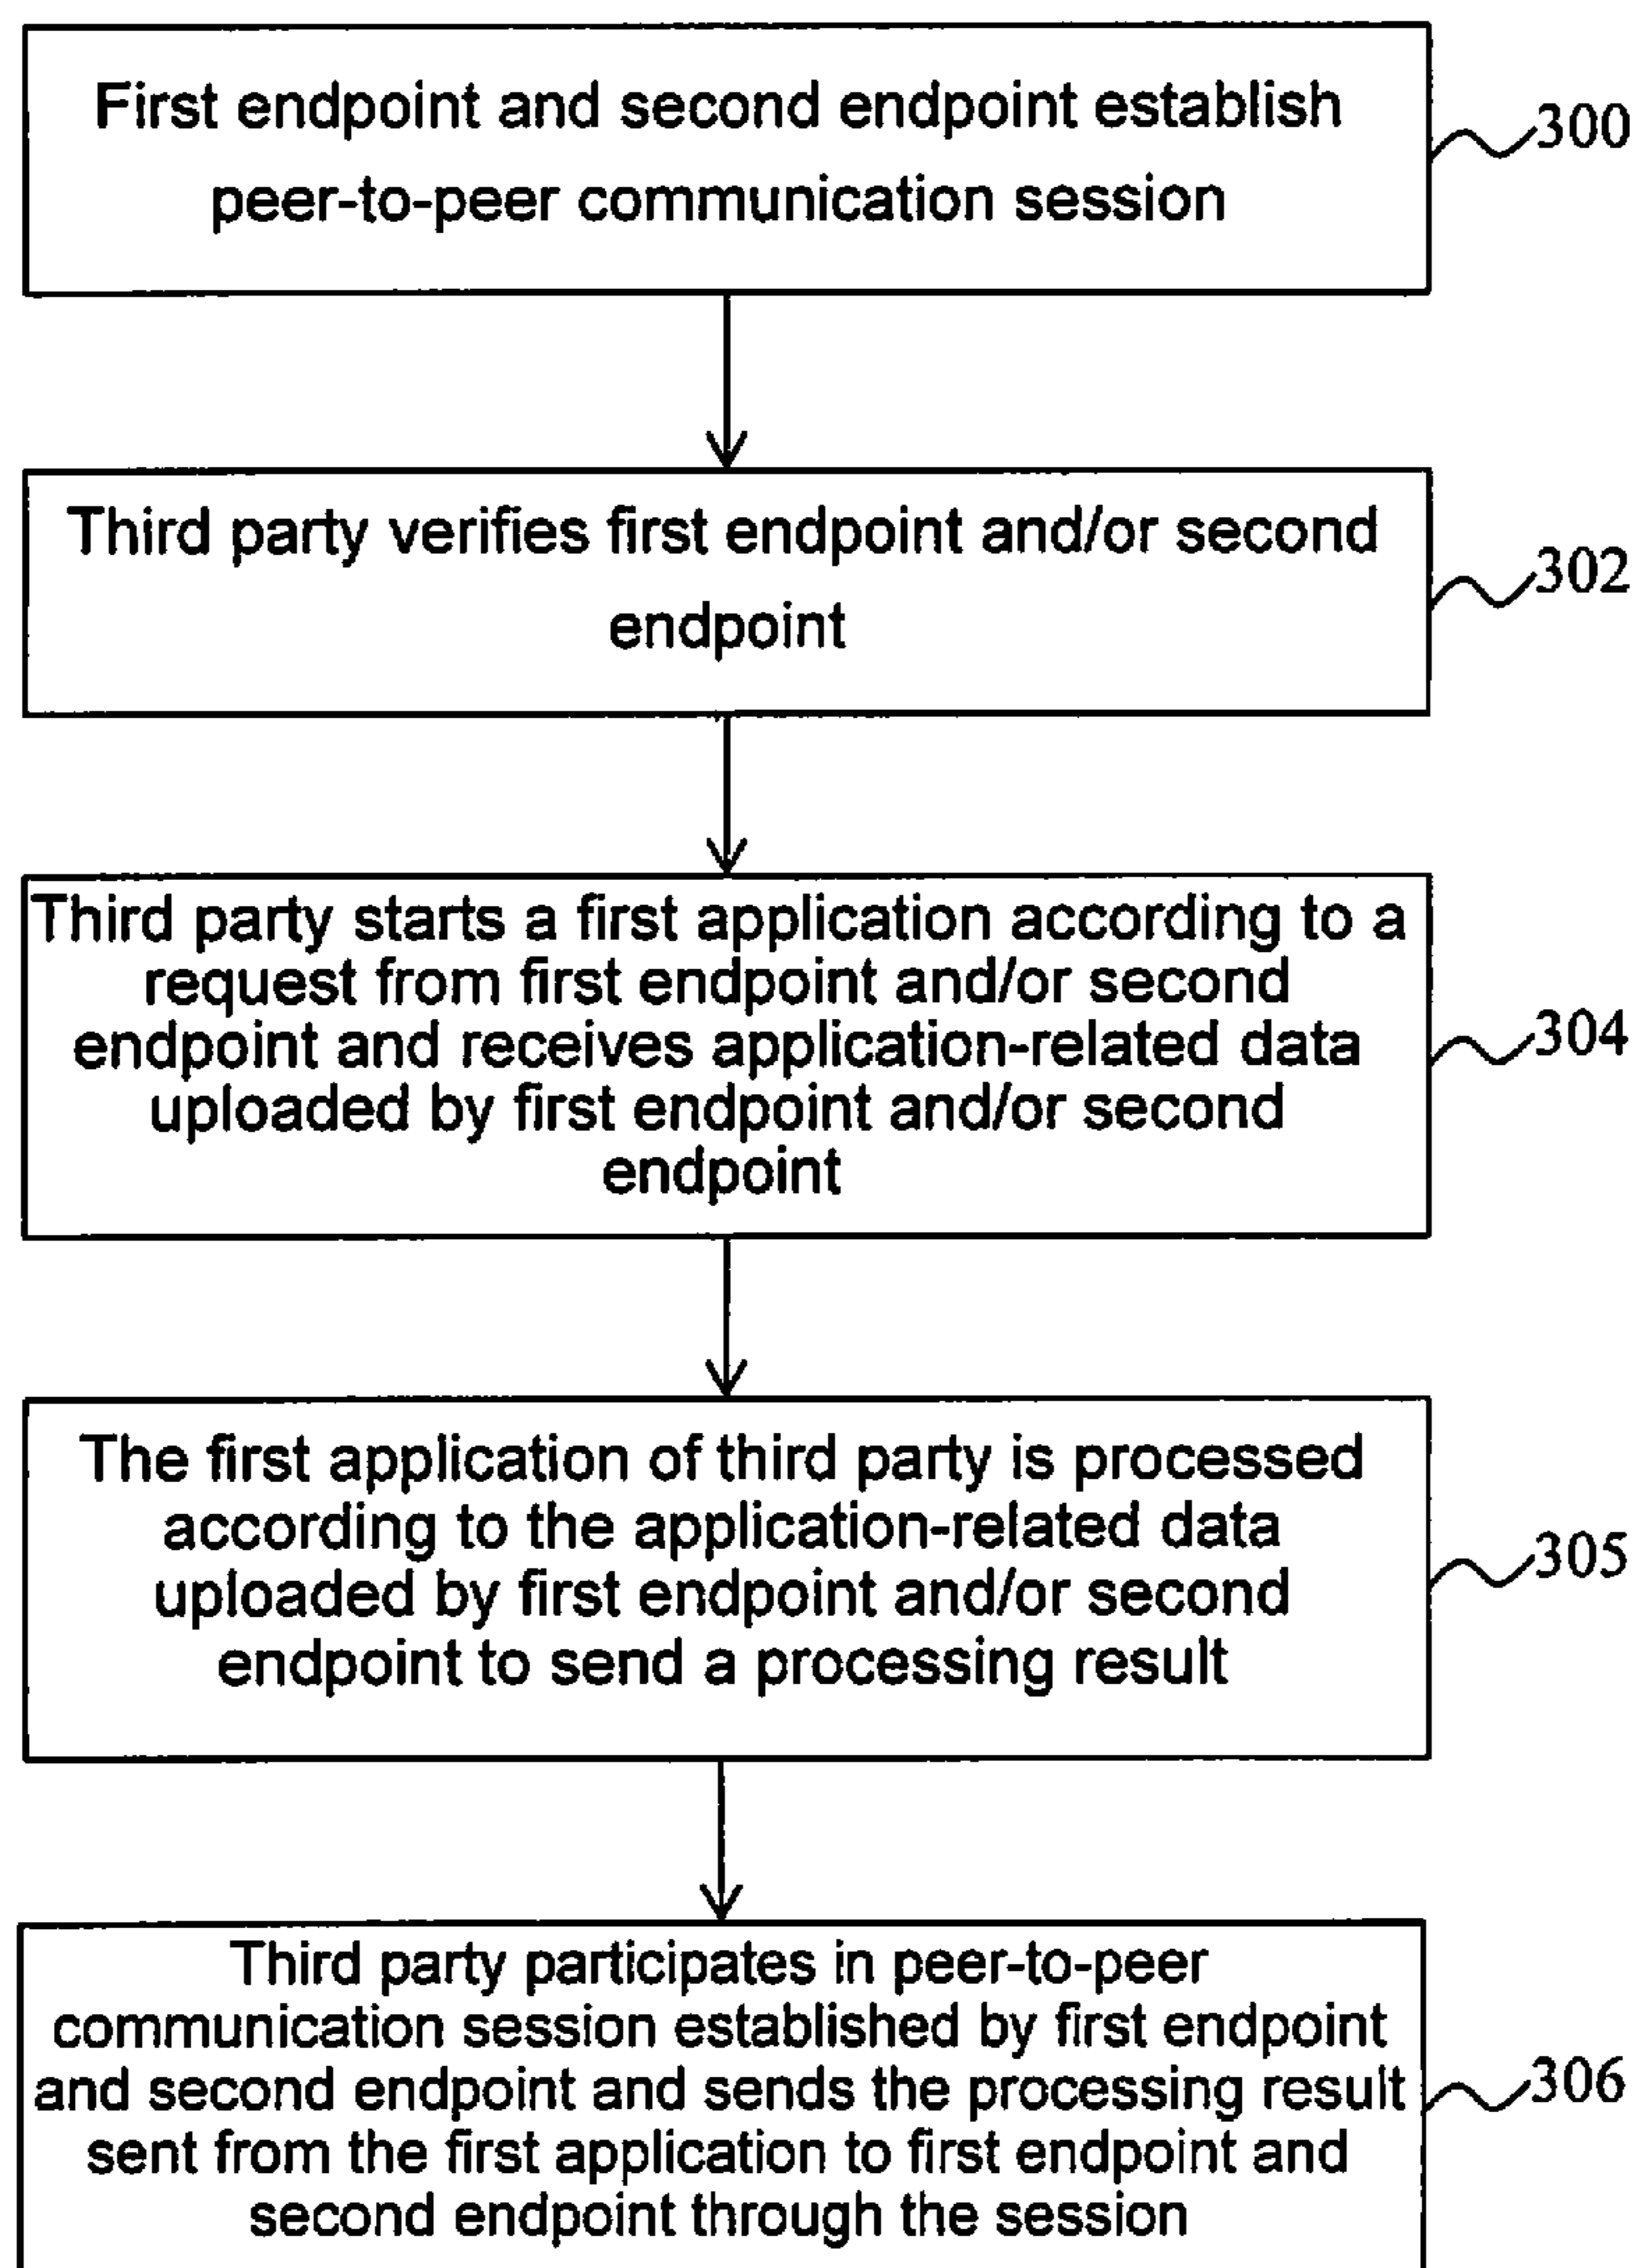 First endpoint and second endpoint establish
peer-to-peer communication session
300
Third party verifies first endpoint and/or second
endpoint
302
Third party starts a first application according to a
request from first endpoint and/or second
endpoint and receives application-related data
uploaded by first endpoint and/or second
endpoint
304
The first application of third party is processed
according to the application-related data
uploaded by first endpoint and/or second
endpoint to send a processing result
305
Third party participates in peer-to-peer
communication session established by first endpoint
and second endpoint and sends the processing result
sent from the first application to first endpoint and
second endpoint through the session
306